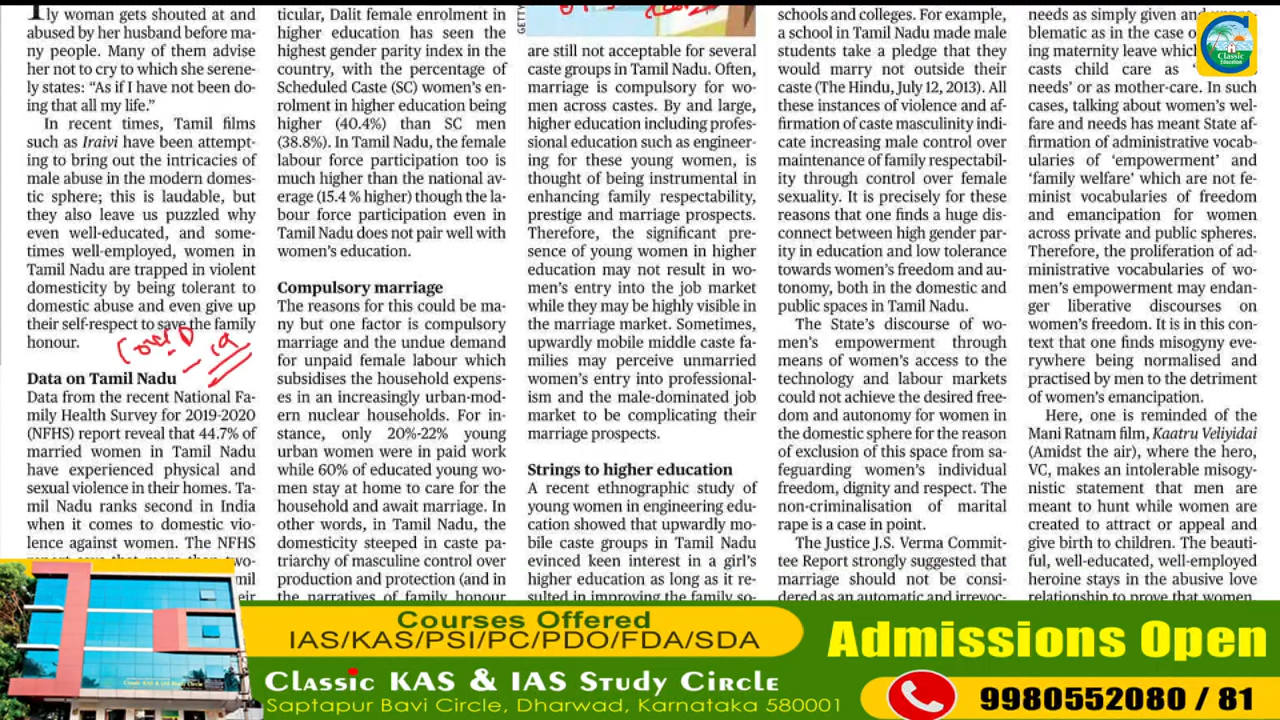 ly woman gets shouted at and
abused by her husband before ma-
ny people. Many of them advise
her not to cry to which she serene-
ly states: “As if I have not been do-
ing that all my life.”
In recent times, Tamil films
such as Iraivi have been attempt-
ing to bring out the intricacies of
male abuse in the modern domes-
tic sphere; this is laudable, but
they also leave us puzzled why
even well-educated, and some-
times well-employed, women in
Tamil Nadu are trapped in violent
domesticity by being tolerant to
domestic abuse and even give up
their self-respect to save the family
honour.
Data on Tamil Nadu
Data from the recent National Fa-
mily Health Survey for 2019-2020
(NFHS) report reveal that 44.7% of
married women in Tamil Nadu
have experienced physical and
sexual violence in their homes. Ta-
mil Nadu ranks second in India
when it comes to domestic vio-
lence against women. The NFHS
ticular, Dalit female enrolment in
higher education has seen the
highest gender parity index in the
country, with the percentage of
Scheduled Caste (SC) women’s en-
rolment in higher education being
higher (40.4%) than SC men
(38.8%). In Tamil Nadu, the female
labour force participation too is
much higher than the national av-
erage (15.4 % higher) though the la-
bour force participation even in
Tamil Nadu does not pair well with
women’s education.
Compulsory marriage
The reasons for this could be ma-
ny but one factor is compulsory
marriage and the undue demand
for unpaid female labour which
subsidises the household expens-
es in an increasingly urban-mod-
ern nuclear households. For in-
stance, only 20%-22% young
urban women were in paid work
while 60% of educated young wo-
men stay at home to care for the
household and await marriage. In
other words, in Tamil Nadu, the
domesticity steeped in caste pa-
triarchy of masculine control over
production and protection (and in
the narratives of family honour
GETTY
are still not acceptable for several
caste groups in Tamil Nadu. Often,
marriage is compulsory for wo-
men across castes. By and large,
higher education including profes-
sional education such as engineer-
ing for these young women, is
thought of being instrumental in
enhancing family respectability,
prestige and marriage prospects.
Therefore, the significant pre-
sence of young women in higher
education may not result in wo-
men’s entry into the job market
while they may be highly visible in
the marriage market. Sometimes,
upwardly mobile middle caste fa-
milies may perceive unmarried
women’s entry into professional-
ism and the male-dominated job
market to be complicating their
marriage prospects.
Strings to higher education
A recent ethnographic study of
young women in engineering edu-
cation showed that upwardly mo-
bile caste groups in Tamil Nadu
evinced keen interest in a girl’s
higher education as long as it re-
sulted in improving the family so-
schools and colleges. For example,
a school in Tamil Nadu made male
students take a pledge that they
would marry not outside their
caste (The Hindu, July 12, 2013). All
these instances of violence and af-
firmation of caste masculinity indi-
cate increasing male control over
maintenance of family respectabil-
ity through control over female
sexuality. It is precisely for these
reasons that one finds a huge dis-
connect between high gender par-
ity in education and low tolerance
towards women’s freedom and au-
tonomy, both in the domestic and
public spaces in Tamil Nadu.
The State’s discourse of wo-
men’s empowerment through
means of women’s access to the
technology and labour markets
could not achieve the desired free-
dom and autonomy for women in
the domestic sphere for the reason
of exclusion of this space from sa-
feguarding women’s individual
freedom, dignity and respect. The
non-criminalisation of marital
rape is a case in point.
The Justice J.S. Verma Commit-
tee Report strongly suggested that
marriage should not be consi-
dered as an automatic and irrevoc-
needs as simply given and
blematic as in the case o
ing maternity leave which
casts child care as
needs’ or as mother-care. In such
cases, talking about women’s wel-
fare and needs has meant State af-
firmation of administrative vocab-
ularies of ‘empowerment’ and
‘family welfare’ which are not fe-
minist vocabularies of freedom
and emancipation for women
across private and public spheres.
Therefore, the proliferation of ad-
ministrative vocabularies of wo-
men’s empowerment may endan-
ger liberative discourses on
women’s freedom. It is in this con-
text that one finds misogyny eve-
rywhere being normalised and
practised by men to the detriment
of women’s emancipation.
Here, one is reminded of the
Mani Ratnam film, Kaatru Veliyidai
(Amidst the air), where the hero,
VC, makes an intolerable misogy-
nistic statement that men are
meant to hunt while women are
created to attract or appeal and
give birth to children. The beauti-
ful, well-educated, well-employed
heroine stays in the abusive love
relationship to prove that women,
Classic
Education
Courses Offered
IAS/KAS/PSI/PC/PDO/FDA/SDA
Classic KAS & IAS Study Circle
Saptapur Bavi Circle, Dharwad, Karnataka 580001
Admissions Open
9980552080 / 81